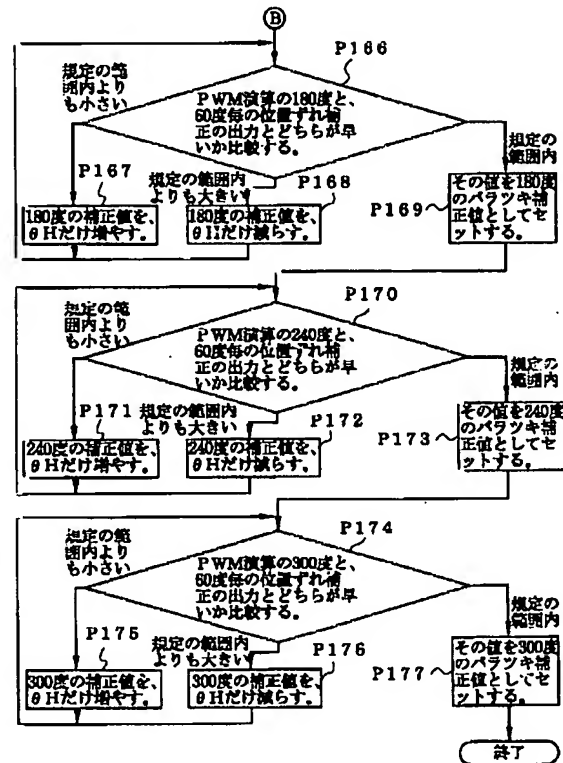 B
P166
規定の範
囲内より
も小さい
PWM演算の180度と、
60度毎の位置ずれ補
正の出力とどちらが早
いか比較する。
規定の
範囲内
P167
規定の範囲内
よりも大きい
P168
180度の補正値を、
θHだけ増やす。
180度の補正値を、
θHだけ減らす。
P169
その値を180度
のバラツキ補
正値としてセ
ットする。
P170
規定の範
囲内より
も小さい
PWM演算の240度と、
60度毎の位置ずれ補
正の出力とどちらが早
いか比較する。
規定の
範囲内
P171
規定の範囲内
よりも大きい
P172
240度の補正値を、
θHだけ増やす。
240度の補正値を、
θHだけ減らす。
P173
その値を240度
のバラツキ補
正値としてセ
ットする。
P174
規定の範
囲内より
も小さい
PWM演算の300度と、
60度毎の位置ずれ補
正の出力とどちらが早
いか比較する。
規定の
範囲内
P175
規定の範囲内
よりも大きい
P176
300度の補正値を、
θHだけ増やす。
300度の補正値を、
θHだけ減らす。
P177
その値を300度
のバラツキ補
正値としてセ
ットする。
終了